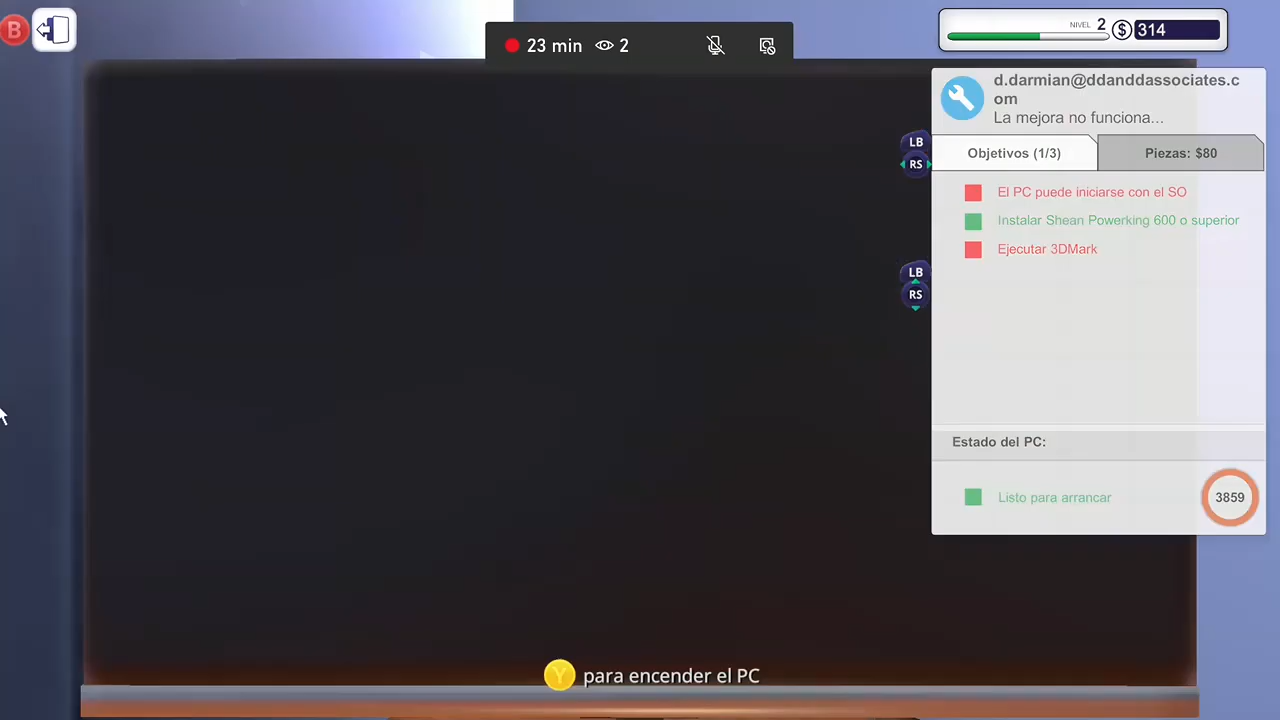 B
23 min 2
NIVEL 2
$ 314
d.darmian@ddanddassociates.c
om
La mejora no funciona...
LB
RS
Objetivos (1/3)
Piezas: $80
El PC puede iniciarse con el SO
Instalar Shean Powerking 600 o superior
Ejecutar 3DMark
LB
RS
Estado del PC:
Listo para arrancar
3859
Y para encender el PC